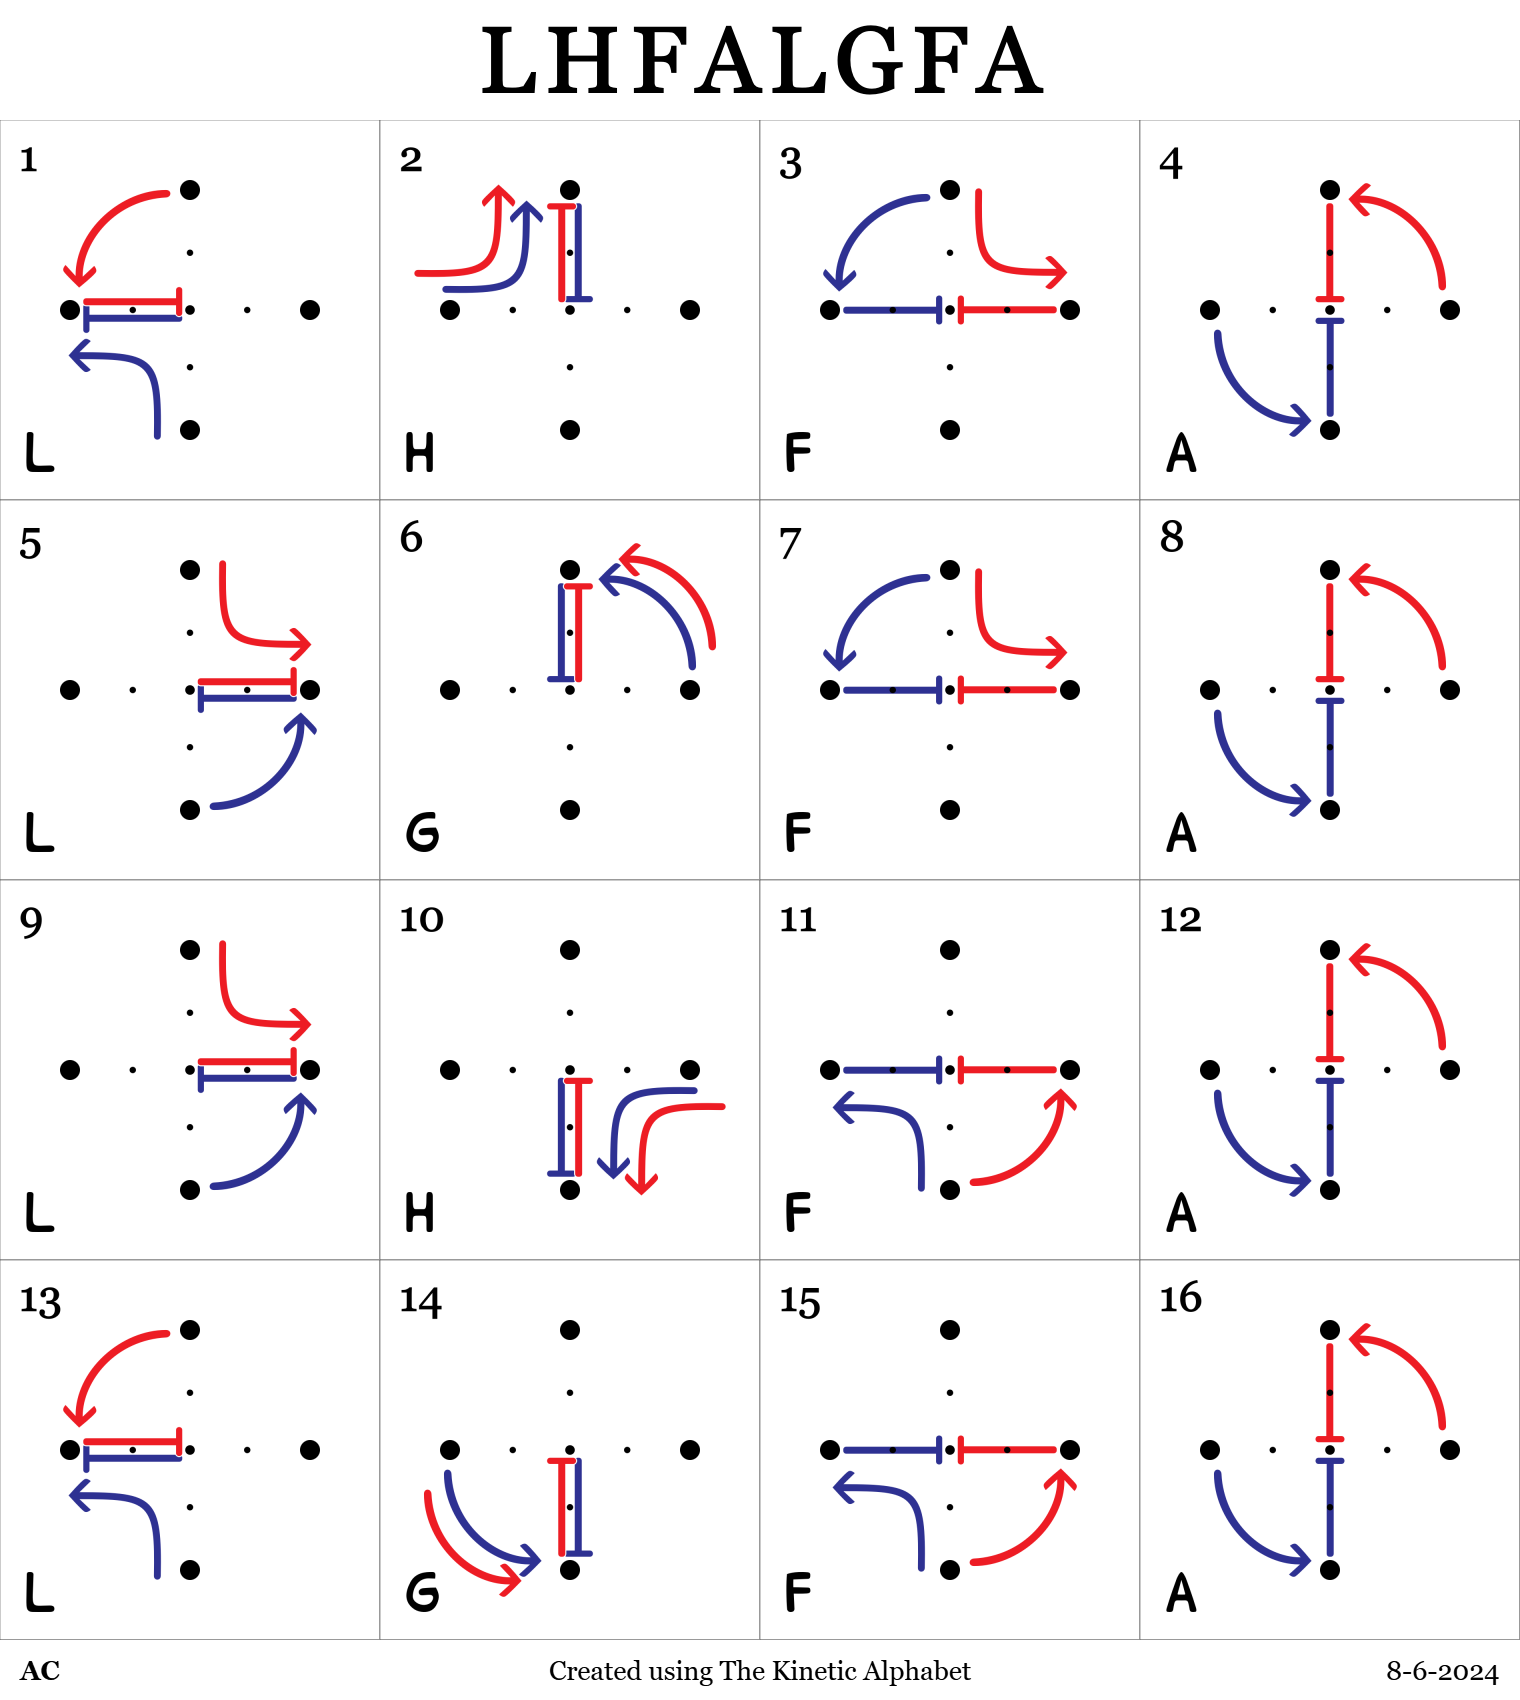 LHFALGFA
1 2 3 4
L H F A
5 6 7 8
L G F A
9 10 11 12
L H F A
13 14 15 16
L G F A
AC Created using The Kinetic Alphabet 8-6-2024